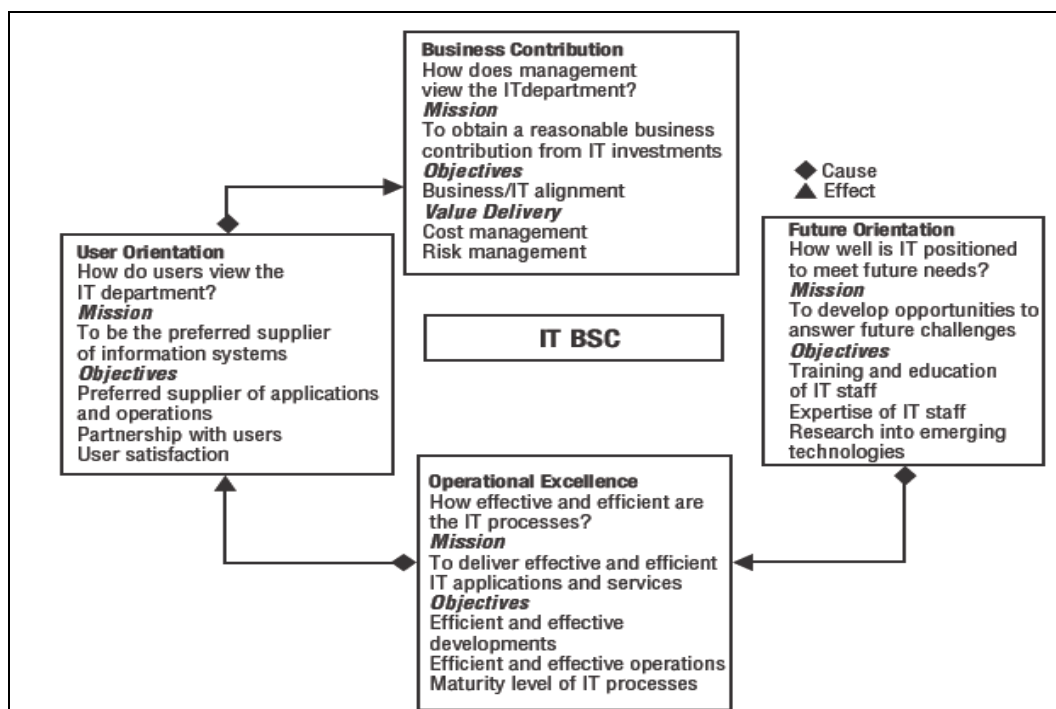 Business Contribution
How does management
view the ITdepartment?
Mission
To obtain a reasonable business
contribution from IT investments
Objectives
Business/IT alignment
Value Delivery
Cost management
Risk management
Cause
Effect
User Orientation
How do users view the
IT department?
Mission
To be the preferred supplier
of information systems
Objectives
Preferred supplier of applications
and operations
Partnership with users
User satisfaction
IT BSC
Future Orientation
How well is IT positioned
to meet future needs?
Mission
To develop opportunities to
answer future challenges
Objectives
Training and education
of IT staff
Expertise of IT staff
Research into emerging
technologies
Operational Excellence
How effective and efficient are
the IT processes?
Mission
To deliver effective and efficient
IT applications and services
Objectives
Efficient and effective
developments
Efficient and effective operations
Maturity level of IT processes